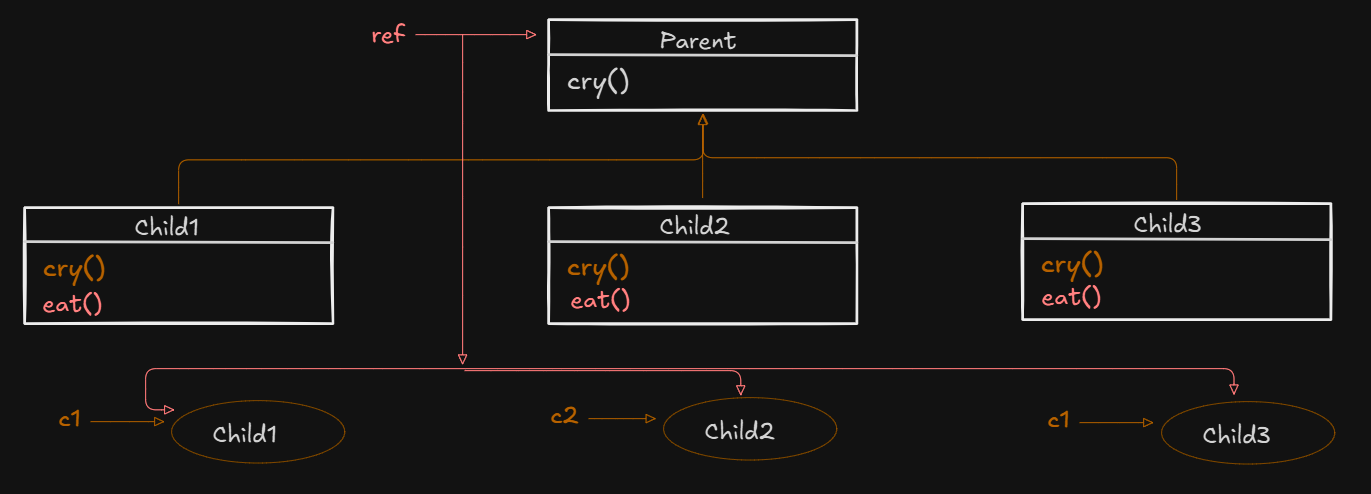 ref
Parent
cry()
Child1
cry()
eat()
Child2
cry()
eat()
Child3
cry()
eat()
c1
Child1
c2
Child2
c1
Child3